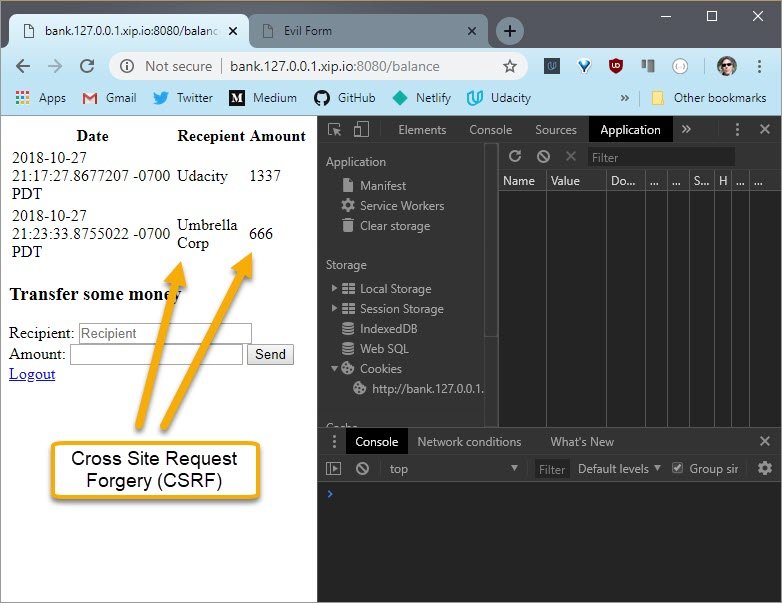 bank.127.0.0.1.xip.io:8080/balanc
Evil Form
Not secure
bank.127.0.0.1.xip.io:8080/balance
Apps
Gmail
Twitter
Medium
GitHub
Netlify
Udacity
»
Other bookmarks
Date Recepient Amount
2018-10-27
21:17:27.8677207 -0700 Udacity 1337
PDT
2018-10-27
21:23:33.8755022 -0700 Umbrella Corp 666
PDT
Transfer some money
Recipient: Recipient
Amount: Send
Logout
Cross Site Request
Forgery (CSRF)
Elements Console Sources Application »
Application
Manifest
Service Workers
Clear storage
Storage
Local Storage
Session Storage
IndexedDB
Web SQL
Cookies
http://bank.127.0.0.1.
Cache
Filter
Name Value Do... ... ... S... H ... ...
Console Network conditions What's New
top Filter Default levels Group sir